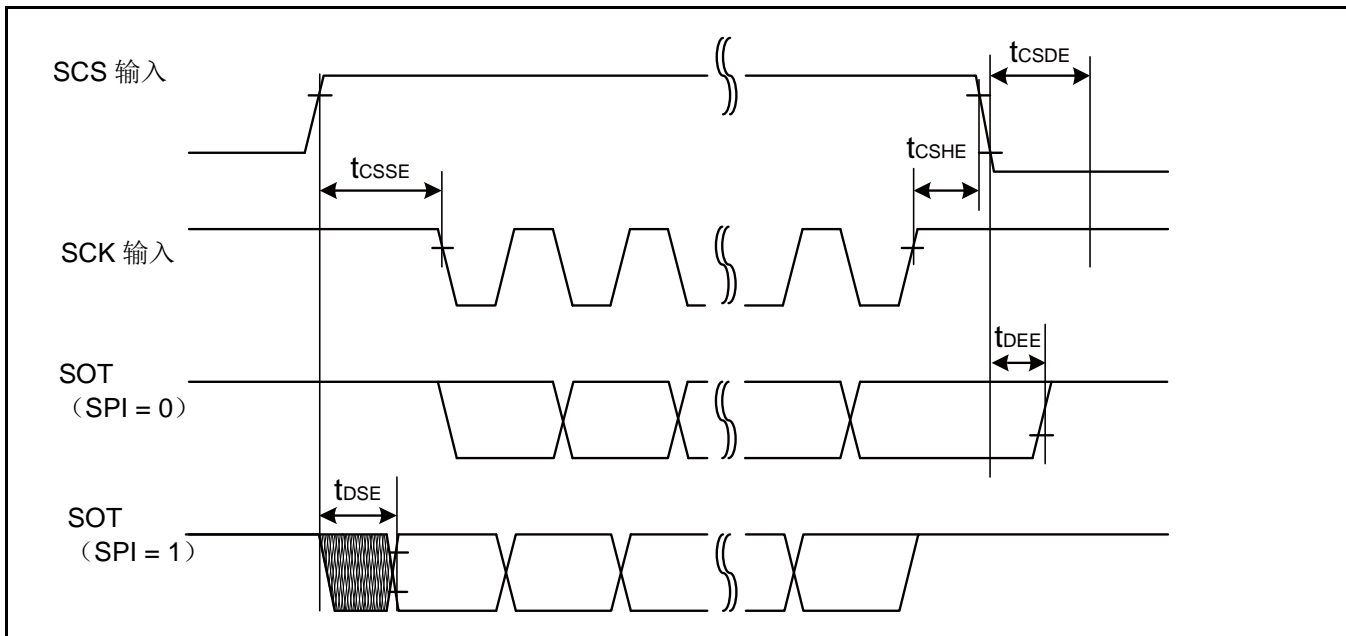 SCS 输入
tCSDE
tCSHE
tCSSE
SCK 输入
tDEE
SOT
（SPI = 0）
tDSE
SOT
（SPI = 1）